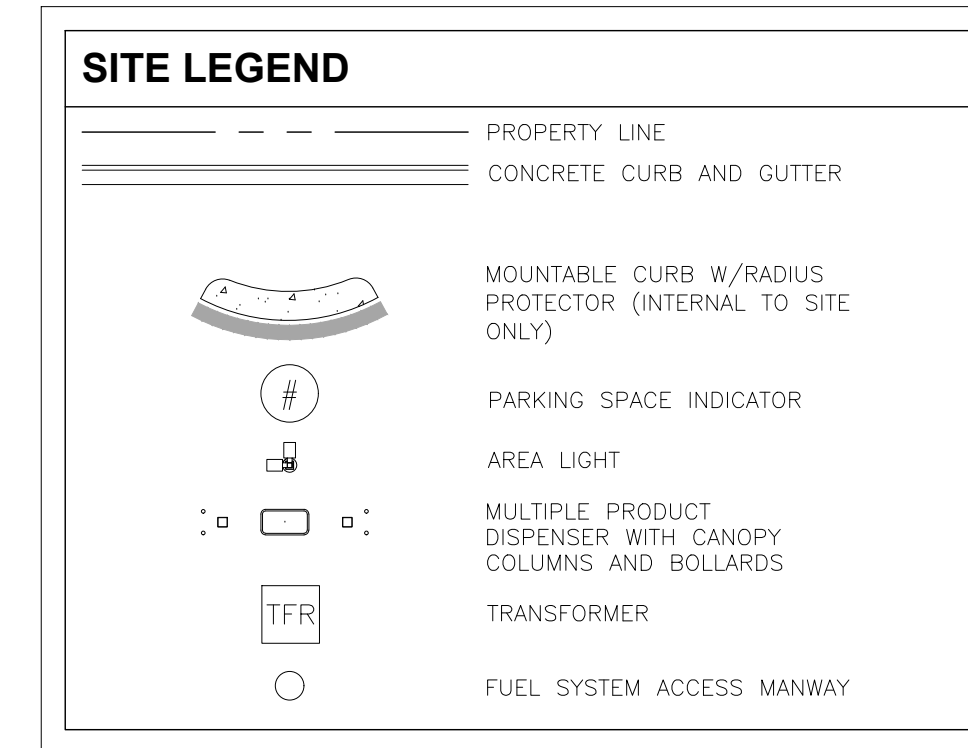 SITE LEGEND
PROPERTY LINE
CONCRETE CURB AND GUTTER
MOUNTABLE CURB W/RADIUS
PROTECTOR (INTERNAL TO SITE
ONLY)
#
PARKING SPACE INDICATOR
AREA LIGHT
MULTIPLE PRODUCT
DISPENSER WITH CANOPY
COLUMNS AND BOLLARDS
TFR
TRANSFORMER
FUEL SYSTEM ACCESS MANWAY